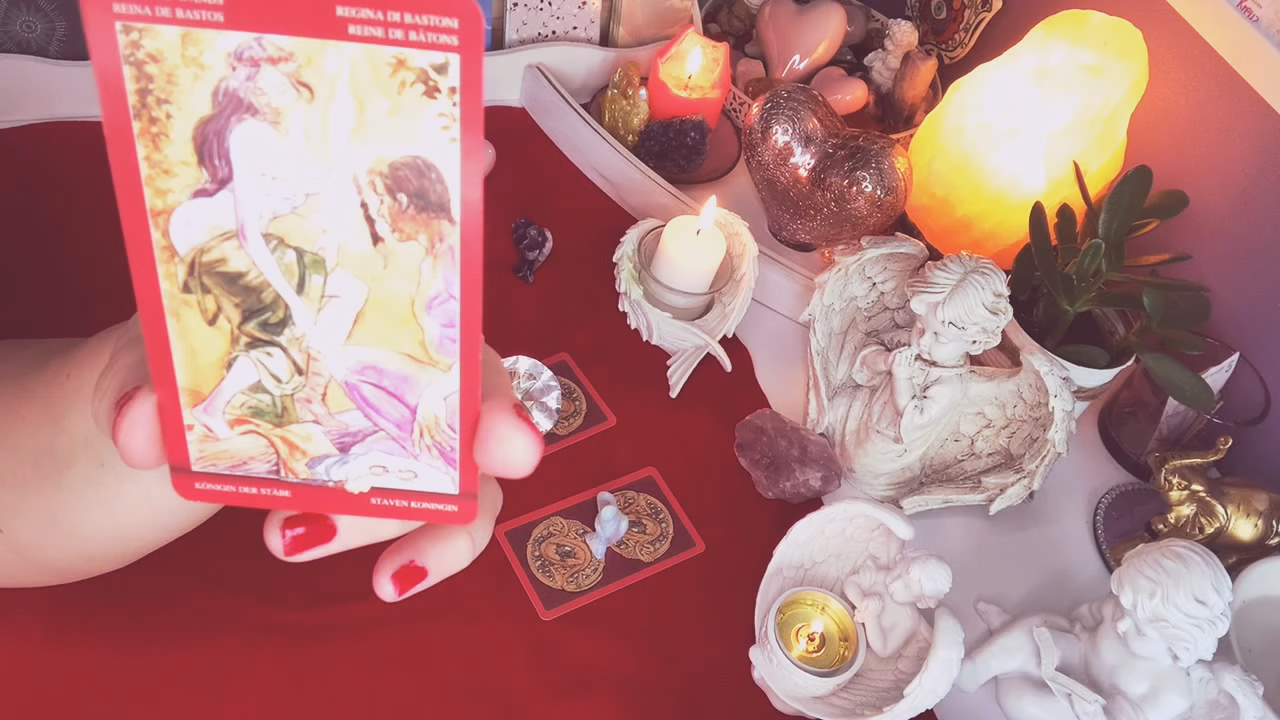 REINA DE BASTOS
REGINA DI BASTONI
REINE DE BÂTONS
KÖNIGIN DER STÄBE
STAVEN KONINGIN